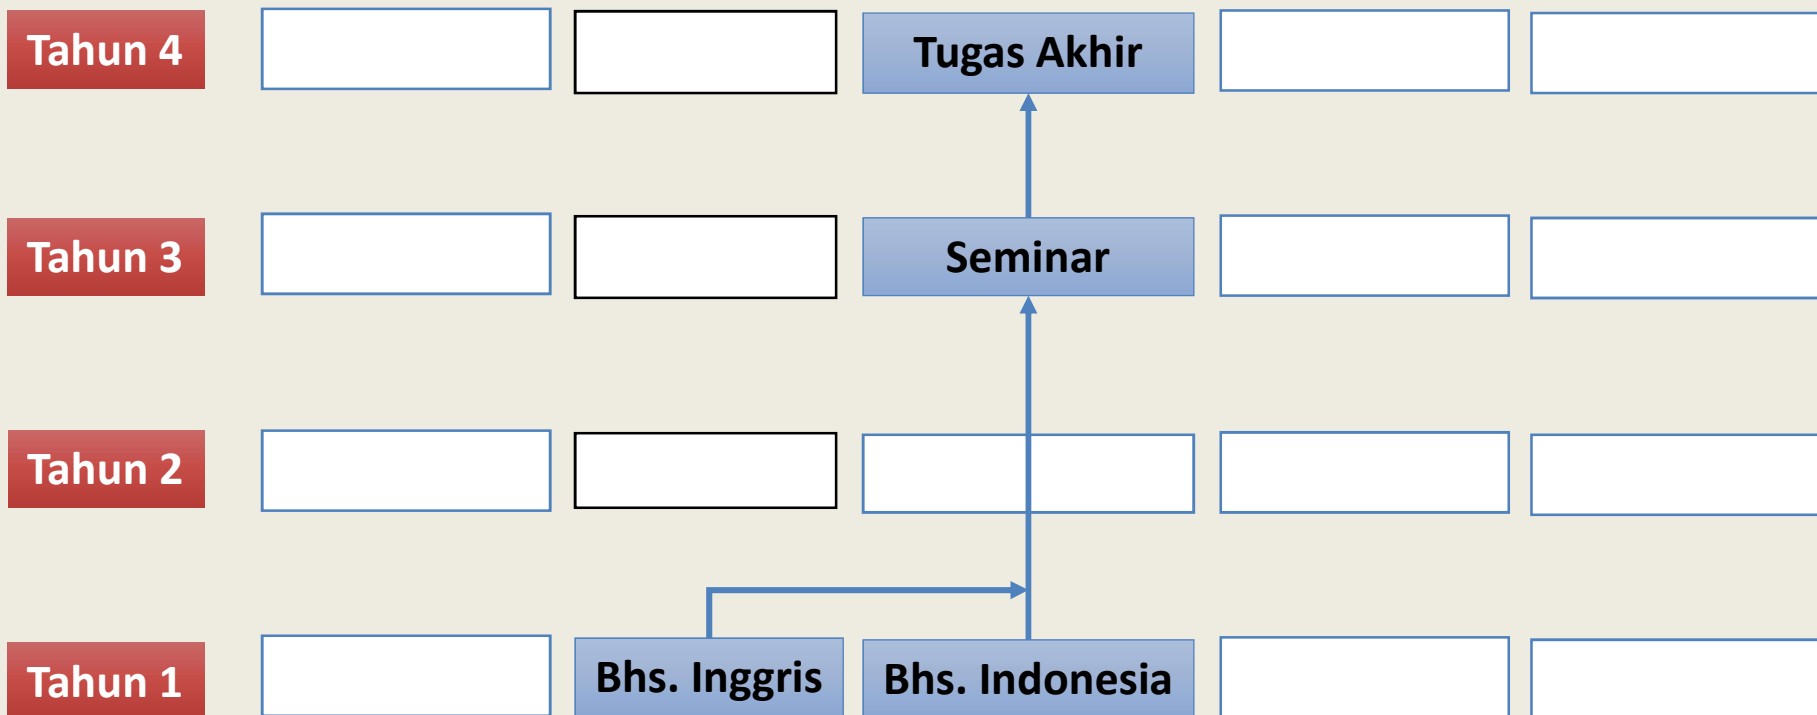 Tahun 4
Tugas Akhir
Tahun 3
Seminar
Tahun 2
Tahun 1
Bhs. Inggris
Bhs. Indonesia